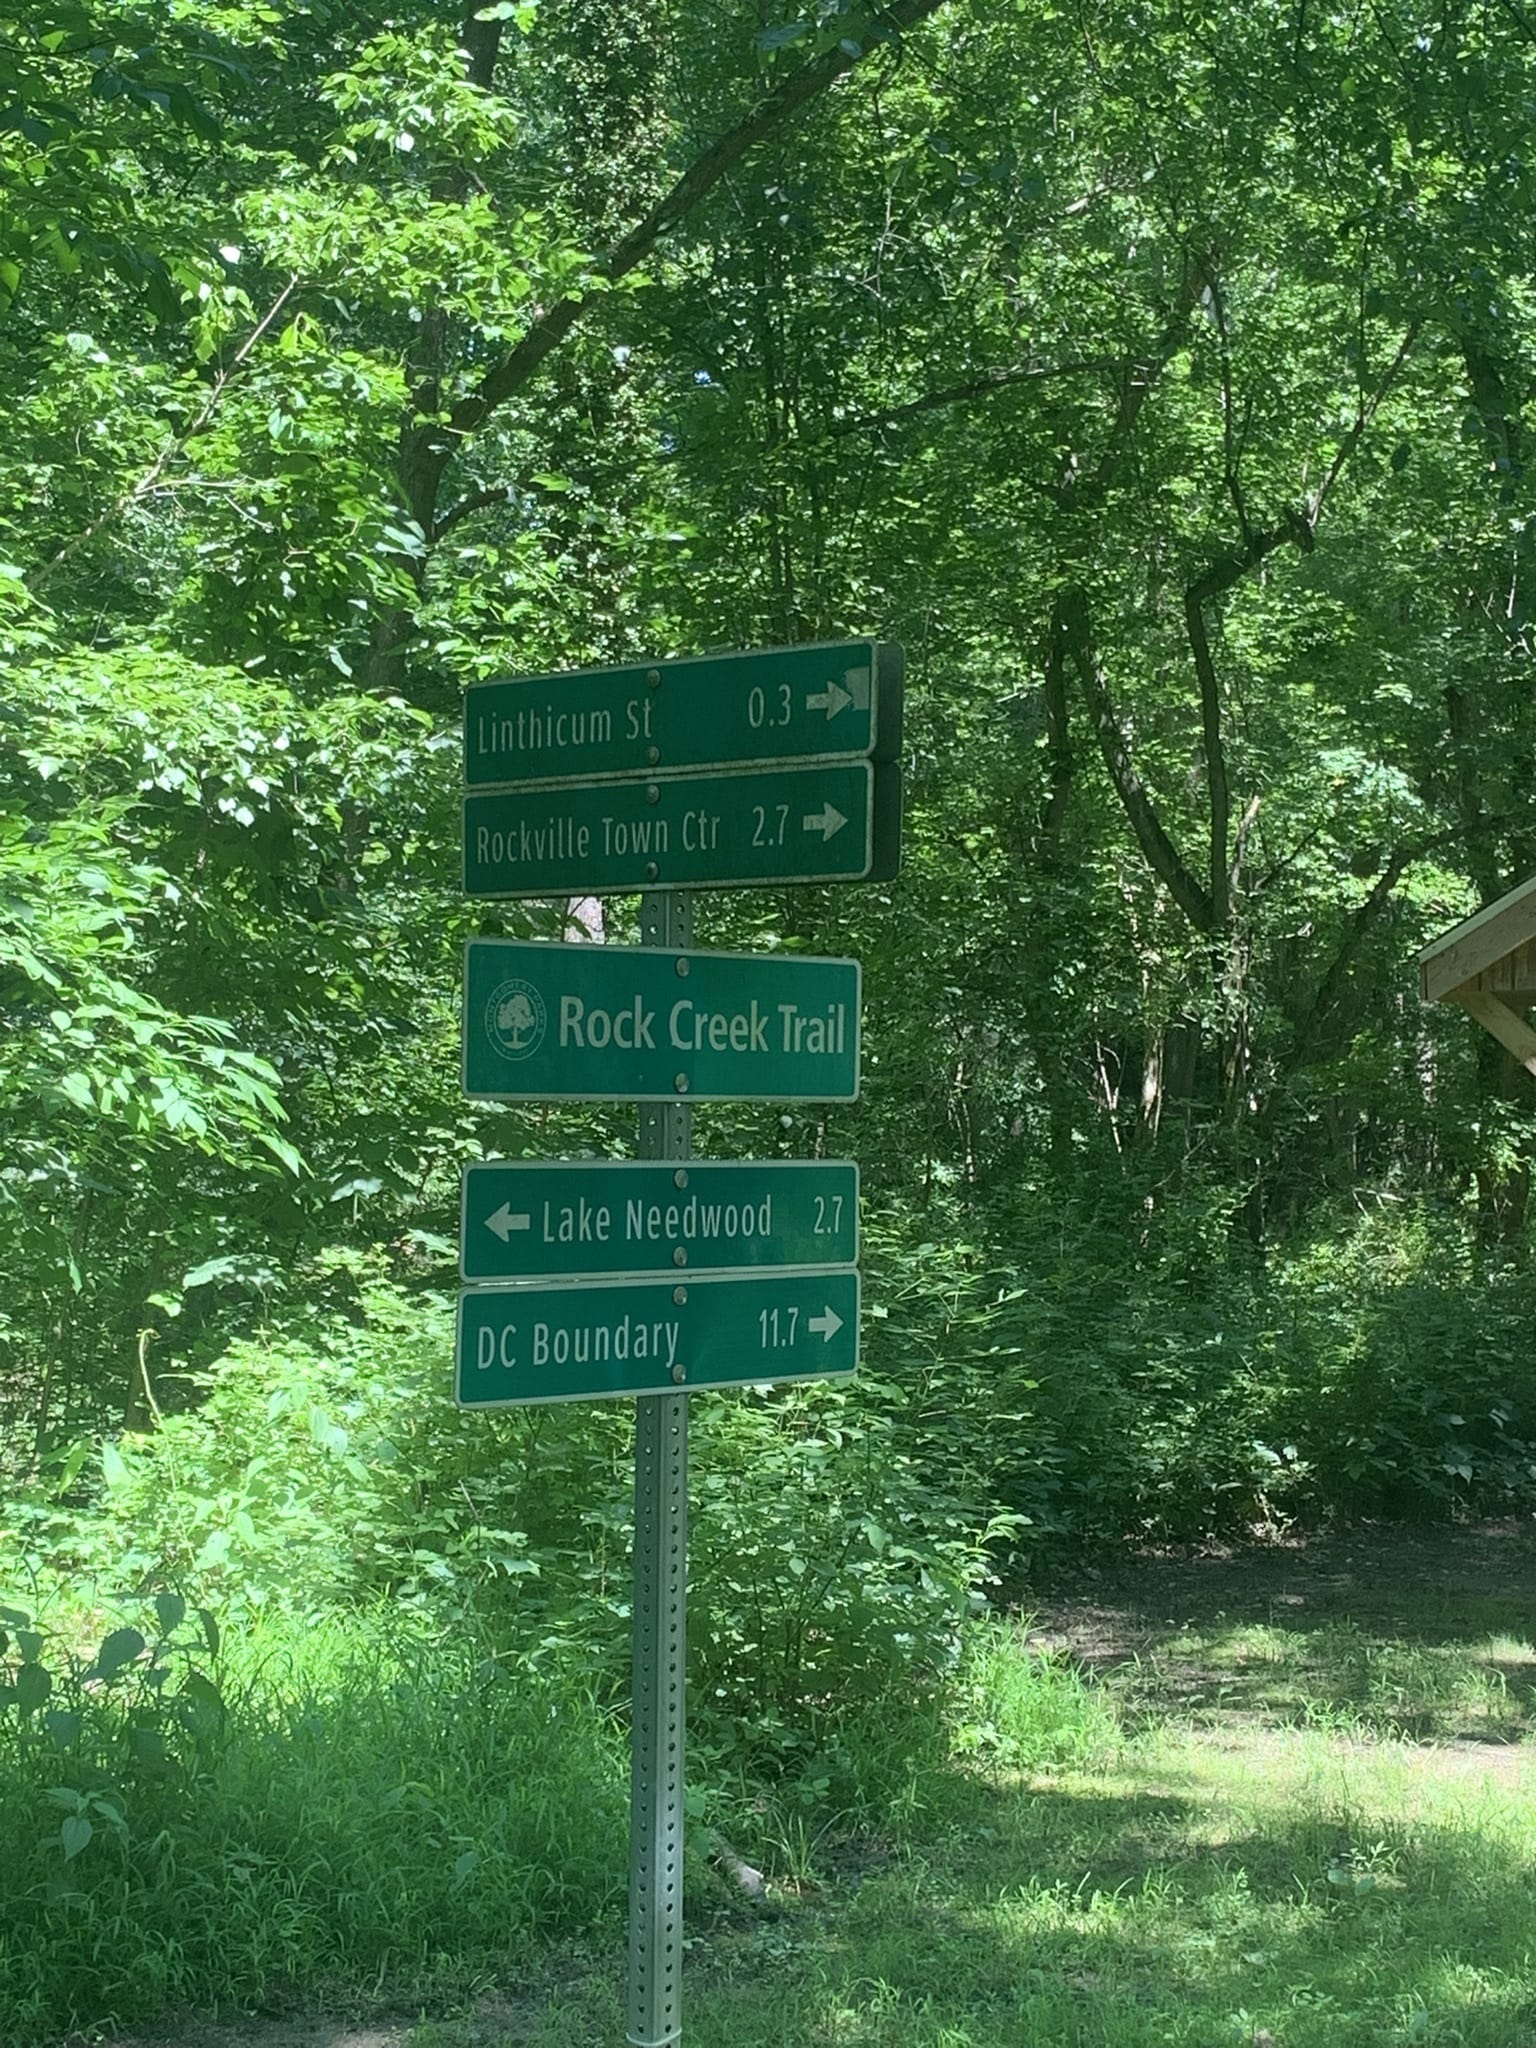 Linthicum St 0.3 →
Rockville Town Ctr 2.7 →
Rock Creek Trail
← Lake Needwood 2.7
DC Boundary 11.7 →